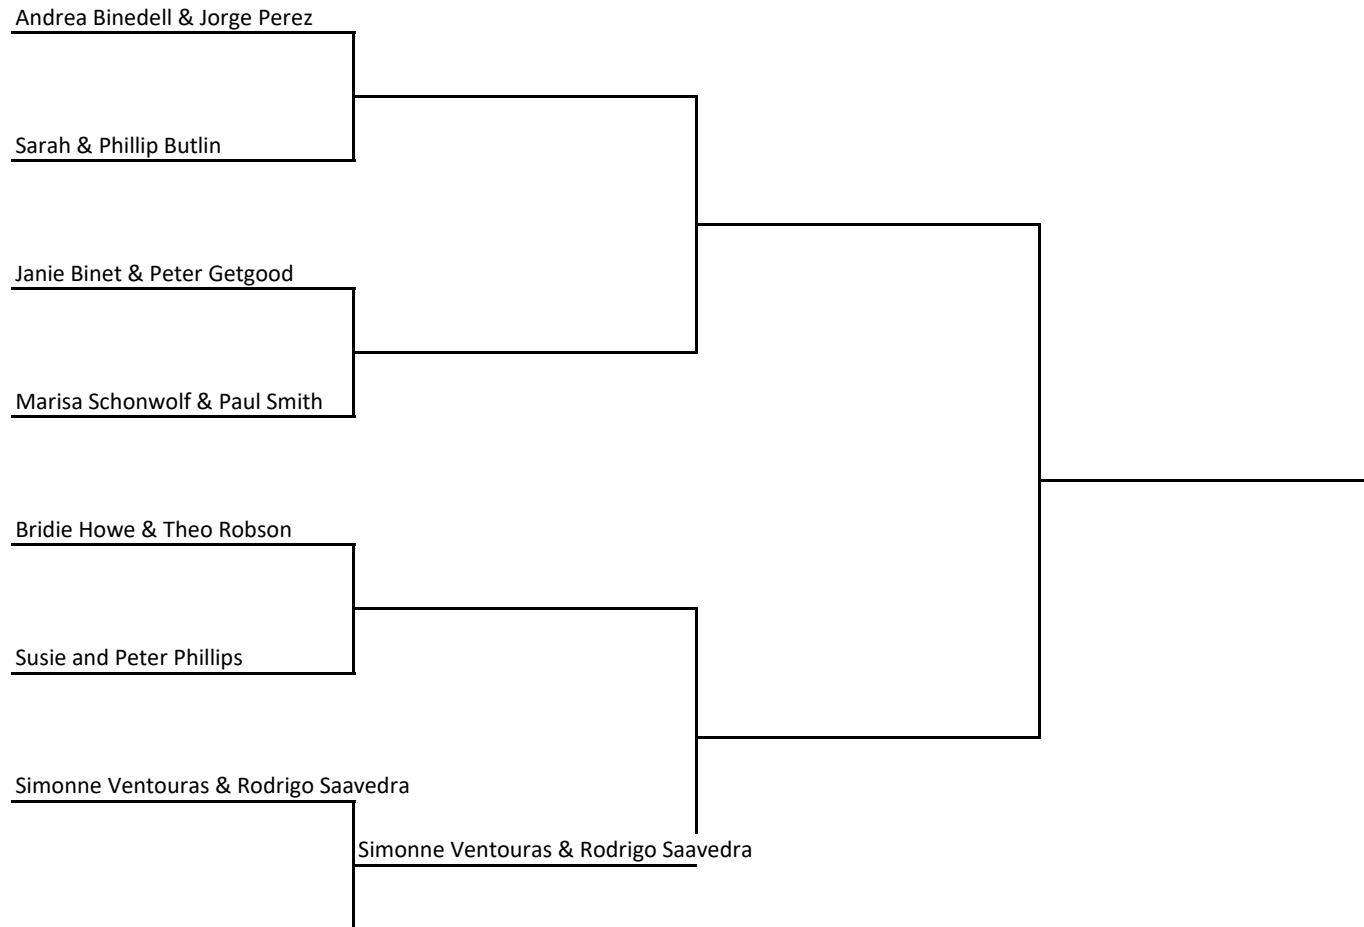 Andrea Binedell & Jorge Perez
Sarah & Phillip Butlin
Janie Binet & Peter Getgood
Marisa Schonwolf & Paul Smith
Bridie Howe & Theo Robson
Susie and Peter Phillips
Simonne Ventouras & Rodrigo Saavedra
Simonne Ventouras & Rodrigo Saavedra